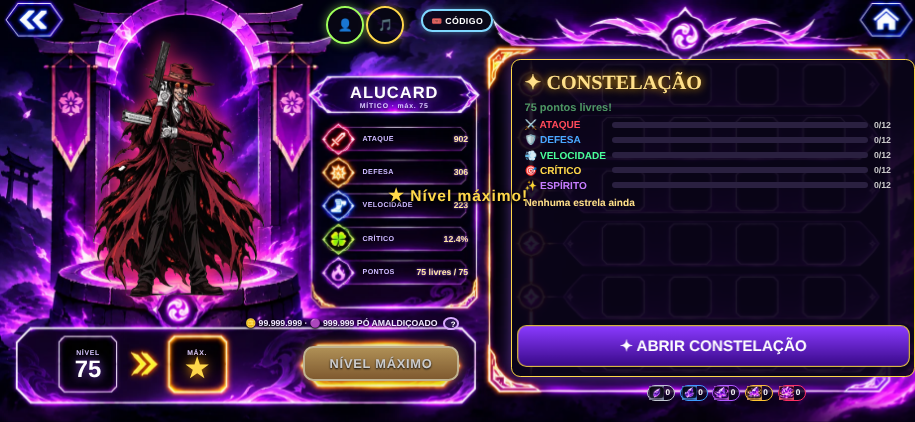 CÓDIGO
ALUCARD
MÍTICO · máx. 75
ATAQUE 902
DEFESA 306
VELOCIDADE 223
CRÍTICO 12.4%
PONTOS 75 livres / 75
★ Nível máximo!
99.999.999 · 999.999 PÓ AMALDIÇOADO ?
NÍVEL
75
MÁX.
NÍVEL MÁXIMO
✦ CONSTELAÇÃO
75 pontos livres!
ATAQUE 0/12
DEFESA 0/12
VELOCIDADE 0/12
CRÍTICO 0/12
ESPÍRITO 0/12
Nenhuma estrela ainda
✦ ABRIR CONSTELAÇÃO
0 0 0 0 0